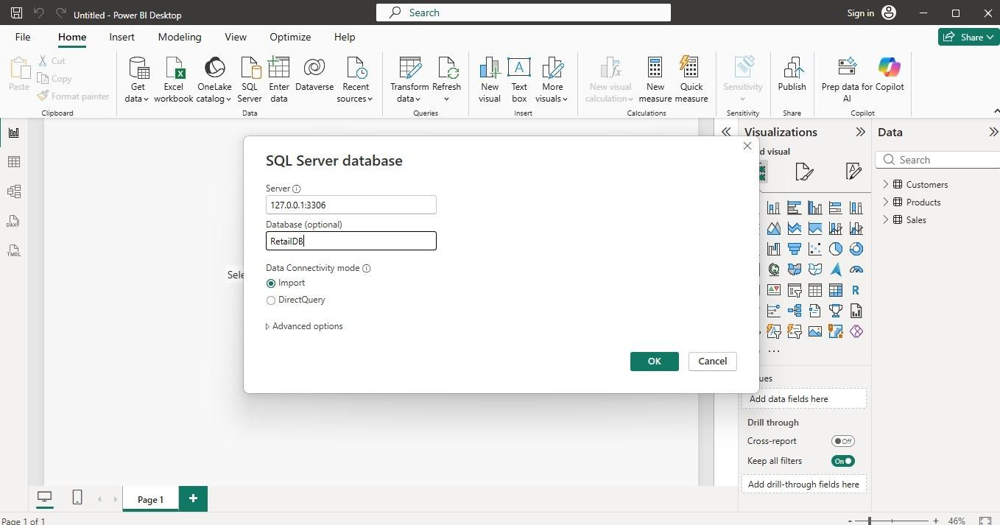 Untitled - Power BI Desktop
Search
Sign in
File Home Insert Modeling View Optimize Help
Share
Paste
Cut
Copy
Format painter
Clipboard
Get data
Excel workbook
OneLake catalog
SQL Server
Enter data
Dataverse
Recent sources
Data
Transform data
Refresh
Queries
New visual
Text box
More visuals
Insert
New visual calculation
New measure
Quick measure
Calculations
Sensitivity
Sensitivity
Publish
Share
Prep data for AI
Copilot
Copilot
DAX
TMDL
Sele
SQL Server database
Server
127.0.0.1:3306
Database (optional)
RetailDB
Data Connectivity mode
Import
DirectQuery
Advanced options
OK
Cancel
Visualizations
d visual
R
...
ues
Add data fields here
Drill through
Cross-report
Off
Keep all filters
On
Add drill-through fields here
Data
Search
Customers
Products
Sales
Page 1
+
Page 1 of 1
- + 46%